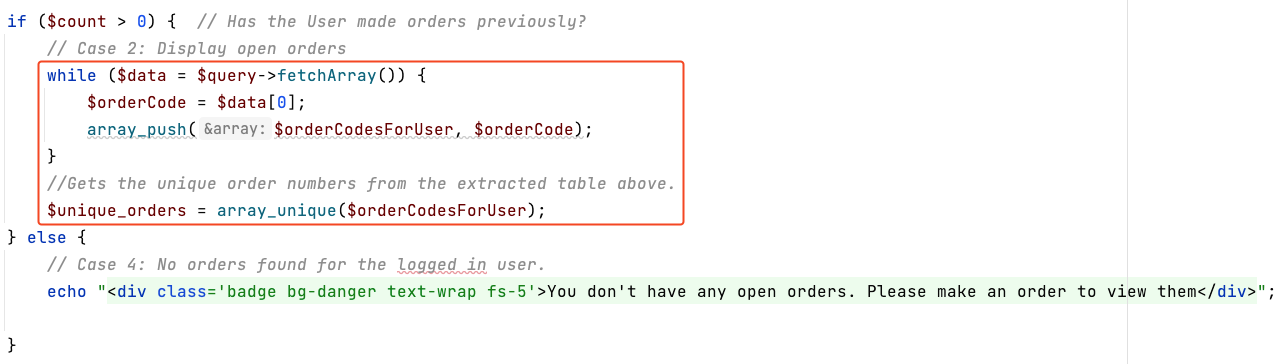 if ($count > 0) {  // Has the User made orders previously?
    // Case 2: Display open orders
    while ($data = $query->fetchArray()) {
        $orderCode = $data[0];
        array_push( &array: $orderCodesForUser, $orderCode);
    }
    //Gets the unique order numbers from the extracted table above.
    $unique_orders = array_unique($orderCodesForUser);
} else {
    // Case 4: No orders found for the logged in user.
    echo "<div class='badge bg-danger text-wrap fs-5'>You don't have any open orders. Please make an order to view them</div>";
}